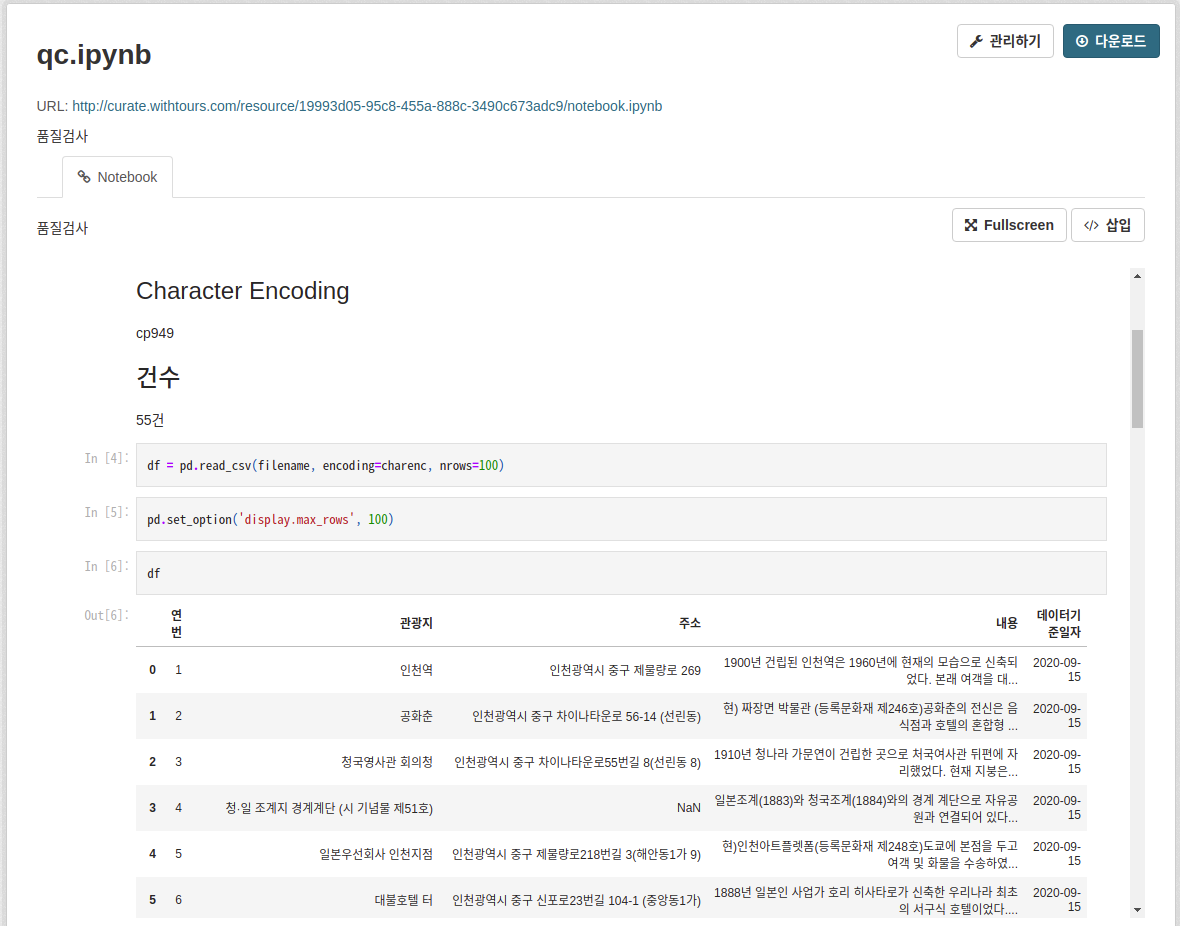 qc.ipynb
관리하기
다운로드
URL: http://curate.withtours.com/resource/19993d05-95c8-455a-888c-3490c673adc9/notebook.ipynb
품질검사
Notebook
품질검사
Fullscreen
삽입
Character Encoding
cp949
건수
55건
In [4]: df = pd.read_csv(filename, encoding=charenc, nrows=100)
In [5]: pd.set_option('display.max_rows', 100)
In [6]: df
Out[6]:
연번 관광지 주소 내용 데이터기준일자
0 1 인천역 인천광역시 중구 제물량로 269 1900년 건립된 인천역은 1960년에 현재의 모습으로 신축되었다. 본래 여객을 대... 2020-09-15
1 2 공화춘 인천광역시 중구 차이나타운로 56-14 (선린동) 현) 짜장면 박물관 (등록문화재 제246호)공화춘의 전신은 음식점과 호텔의 혼합형 ... 2020-09-15
2 3 청국영사관 회의청 인천광역시 중구 차이나타운로55번길 8(선린동 8) 1910년 청나라 가문연이 건립한 곳으로 처국여사관 뒤편에 자리했었다. 현재 지붕은... 2020-09-15
3 4 청·일 조계지 경계계단 (시 기념물 제51호) NaN 일본조계(1883)와 청국조계(1884)와의 경계 계단으로 자유공원과 연결되어 있다... 2020-09-15
4 5 일본우선회사 인천지점 인천광역시 중구 제물량로218번길 3(해안동1가 9) 현)인천아트플렛폼(등록문화재 제248호)도쿄에 본점을 두고 여객 및 화물을 수송하였... 2020-09-15
5 6 대불호텔 터 인천광역시 중구 신포로23번길 104-1 (중앙동1가) 1888년 일본인 사업가 호리 히사타로가 신축한 우리나라 최초의 서구식 호텔이었다.... 2020-09-15